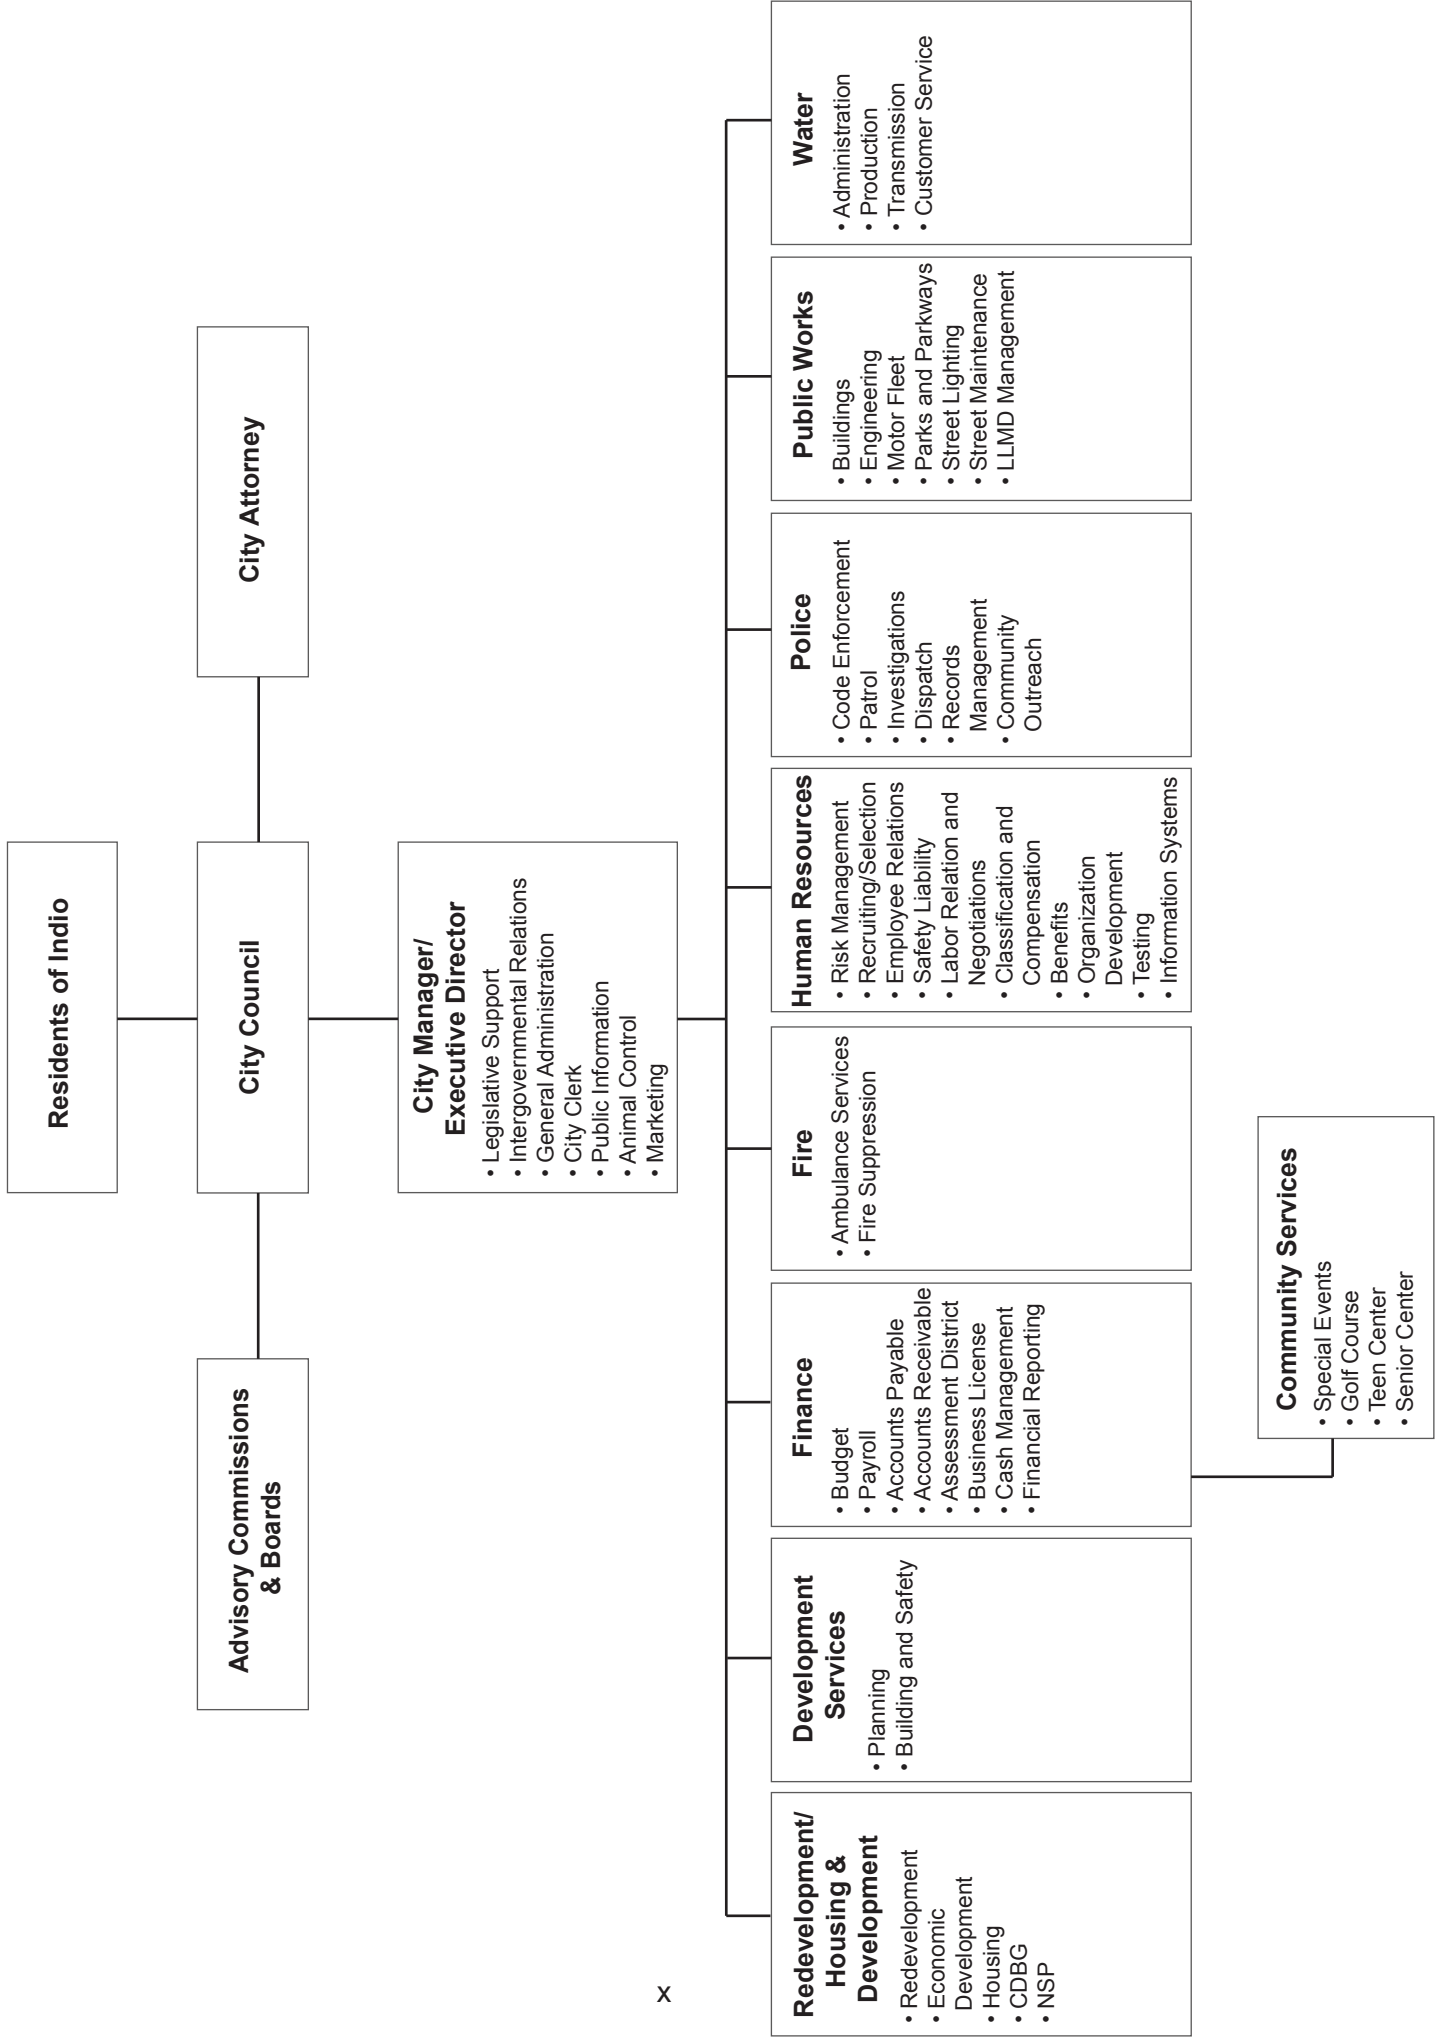 Residents of Indio
Advisory Commissions
& Boards
City Council
City Attorney
City Manager/
Executive Director
• Legislative Support
• Intergovernmental Relations
• General Administration
• City Clerk
• Public Information
• Animal Control
• Marketing
Redevelopment/
Housing &
Development
• Redevelopment
• Economic
Development
• Housing
• CDBG
• NSP
Development
Services
• Planning
• Building and Safety
Finance
• Budget
• Payroll
• Accounts Payable
• Accounts Receivable
• Assessment District
• Business License
• Cash Management
• Financial Reporting
Fire
• Ambulance Services
• Fire Suppression
Human Resources
• Risk Management
• Recruiting/Selection
• Employee Relations
• Safety Liability
• Labor Relation and
Negotiations
• Classification and
Compensation
• Benefits
• Organization
Development
• Testing
• Information Systems
Police
• Code Enforcement
• Patrol
• Investigations
• Dispatch
• Records
Management
• Community
Outreach
Public Works
• Buildings
• Engineering
• Motor Fleet
• Parks and Parkways
• Street Lighting
• Street Maintenance
• LLMD Management
Water
• Administration
• Production
• Transmission
• Customer Service
Community Services
• Special Events
• Golf Course
• Teen Center
• Senior Center
x